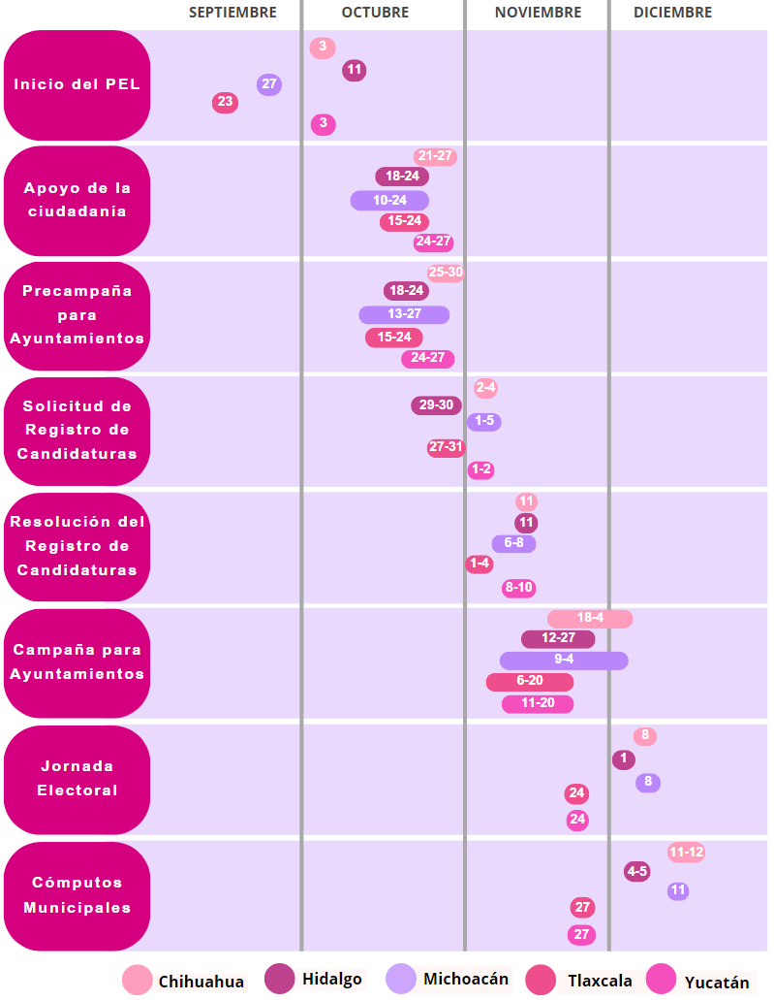 SEPTIEMBRE OCTUBRE NOVIEMBRE DICIEMBRE
Inicio del PEL
3
11
27
23
3
Apoyo de la
ciudadanía
21-27
18-24
10-24
15-24
24-27
Precampaña
para
Ayuntamientos
25-30
18-24
13-27
15-24
24-27
Solicitud de
Registro de
Candidaturas
2-4
29-30
1-5
27-31
1-2
Resolución del
Registro de
Candidaturas
11
11
6-8
1-4
8-10
Campaña para
Ayuntamientos
18-4
12-27
9-4
6-20
11-20
Jornada
Electoral
8
1
8
24
24
Cómputos
Municipales
11-12
4-5
11
27
27
Chihuahua Hidalgo Michoacán Tlaxcala Yucatán